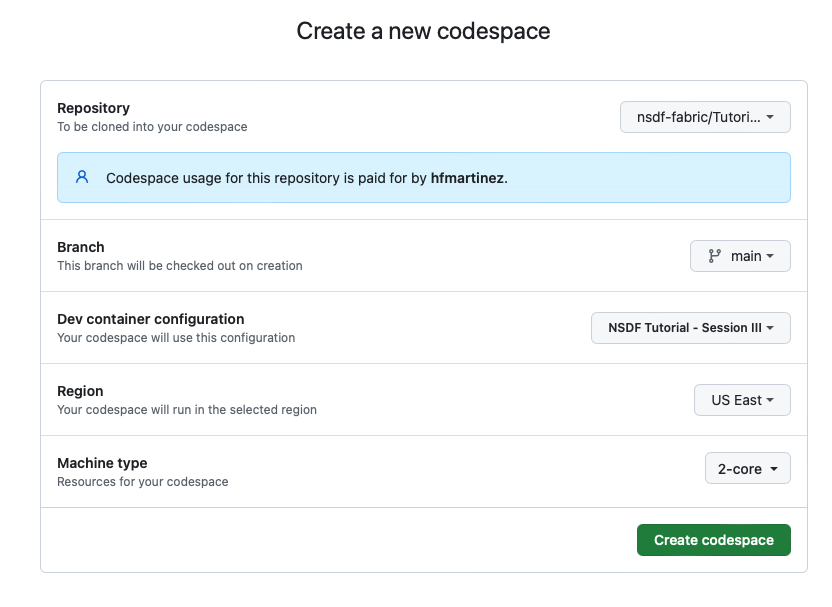 Create a new codespace
Repository
To be cloned into your codespace
nsdf-fabric/Tutori...
Codespace usage for this repository is paid for by hfmartinez.
Branch
This branch will be checked out on creation
main
Dev container configuration
Your codespace will use this configuration
NSDF Tutorial - Session III
Region
Your codespace will run in the selected region
US East
Machine type
Resources for your codespace
2-core
Create codespace